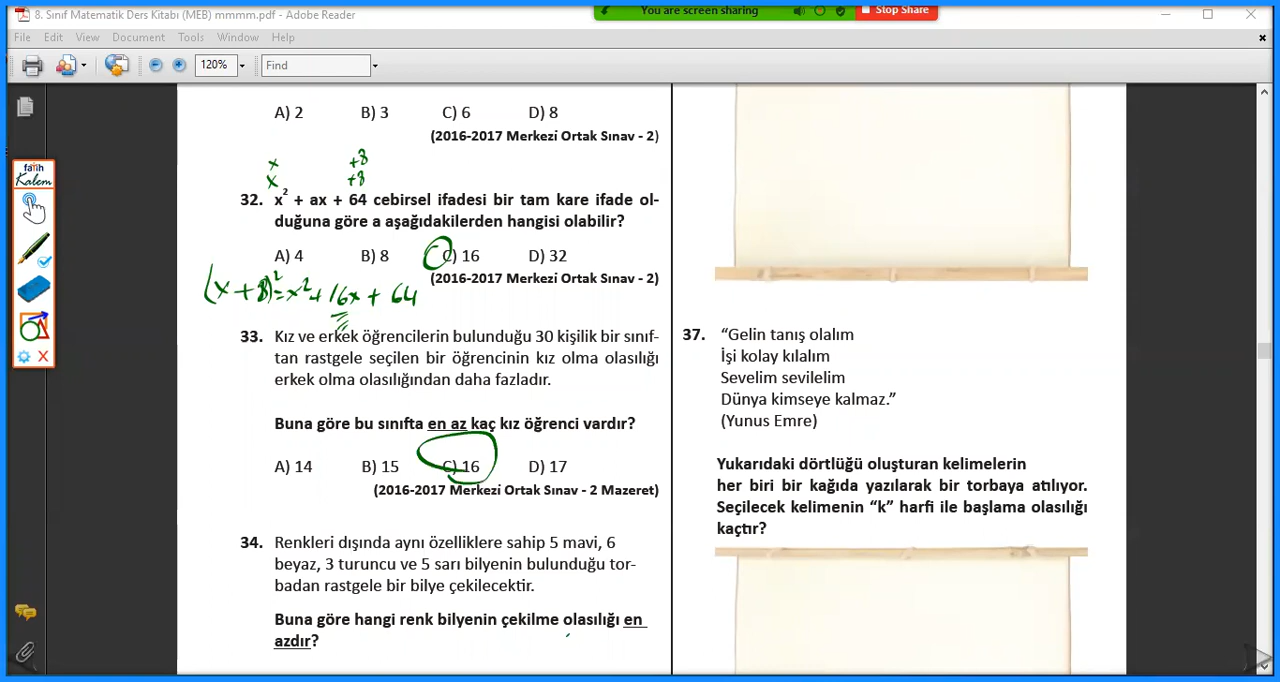 8. Sınıf Matematik Ders Kitabı (MEB) mmmm.pdf - Adobe Reader
You are screen sharing
Stop Share
File Edit View Document Tools Window Help
120%
Find
fatih
Kalem
A) 2 B) 3 C) 6 D) 8
(2016-2017 Merkezi Ortak Sınav - 2)
x +8
x +8
32. x² + ax + 64 cebirsel ifadesi bir tam kare ifade ol-
duğuna göre a aşağıdakilerden hangisi olabilir?
A) 4 B) 8 C) 16 D) 32
(2016-2017 Merkezi Ortak Sınav - 2)
(x + 8)² = x² + 16x + 64
33. Kız ve erkek öğrencilerin bulunduğu 30 kişilik bir sınıf-
tan rastgele seçilen bir öğrencinin kız olma olasılığı
erkek olma olasılığından daha fazladır.
Buna göre bu sınıfta en az kaç kız öğrenci vardır?
A) 14 B) 15 C) 16 D) 17
(2016-2017 Merkezi Ortak Sınav - 2 Mazeret)
34. Renkleri dışında aynı özelliklere sahip 5 mavi, 6
beyaz, 3 turuncu ve 5 sarı bilyenin bulunduğu tor-
badan rastgele bir bilye çekilecektir.
Buna göre hangi renk bilyenin çekilme olasılığı en
azdır?
37. “Gelin tanış olalım
İşi kolay kılalım
Sevelim sevilelim
Dünya kimseye kalmaz.”
(Yunus Emre)
Yukarıdaki dörtlüğü oluşturan kelimelerin
her biri bir kağıda yazılarak bir torbaya atılıyor.
Seçilecek kelimenin “k” harfi ile başlama olasılığı
kaçtır?